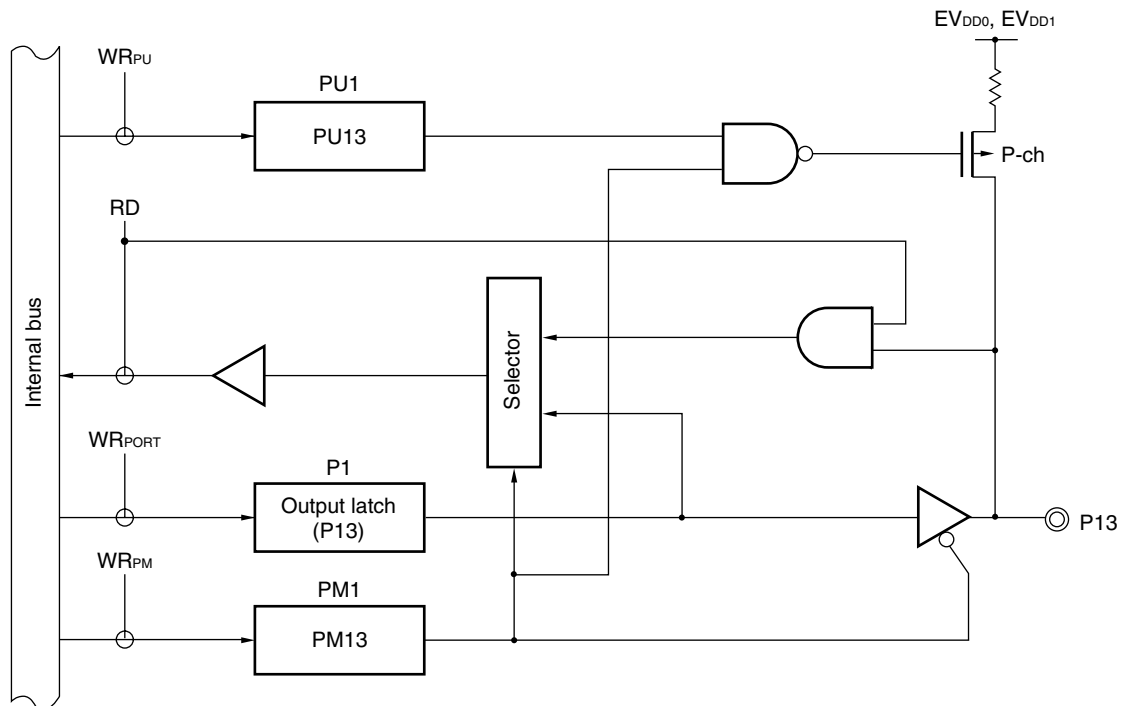 EVDD0, EVDD1
WRPU
PU1
PU13
P-ch
RD
Internal bus
Selector
WRPORT
P1
Output latch
(P13)
P13
WRPM
PM1
PM13